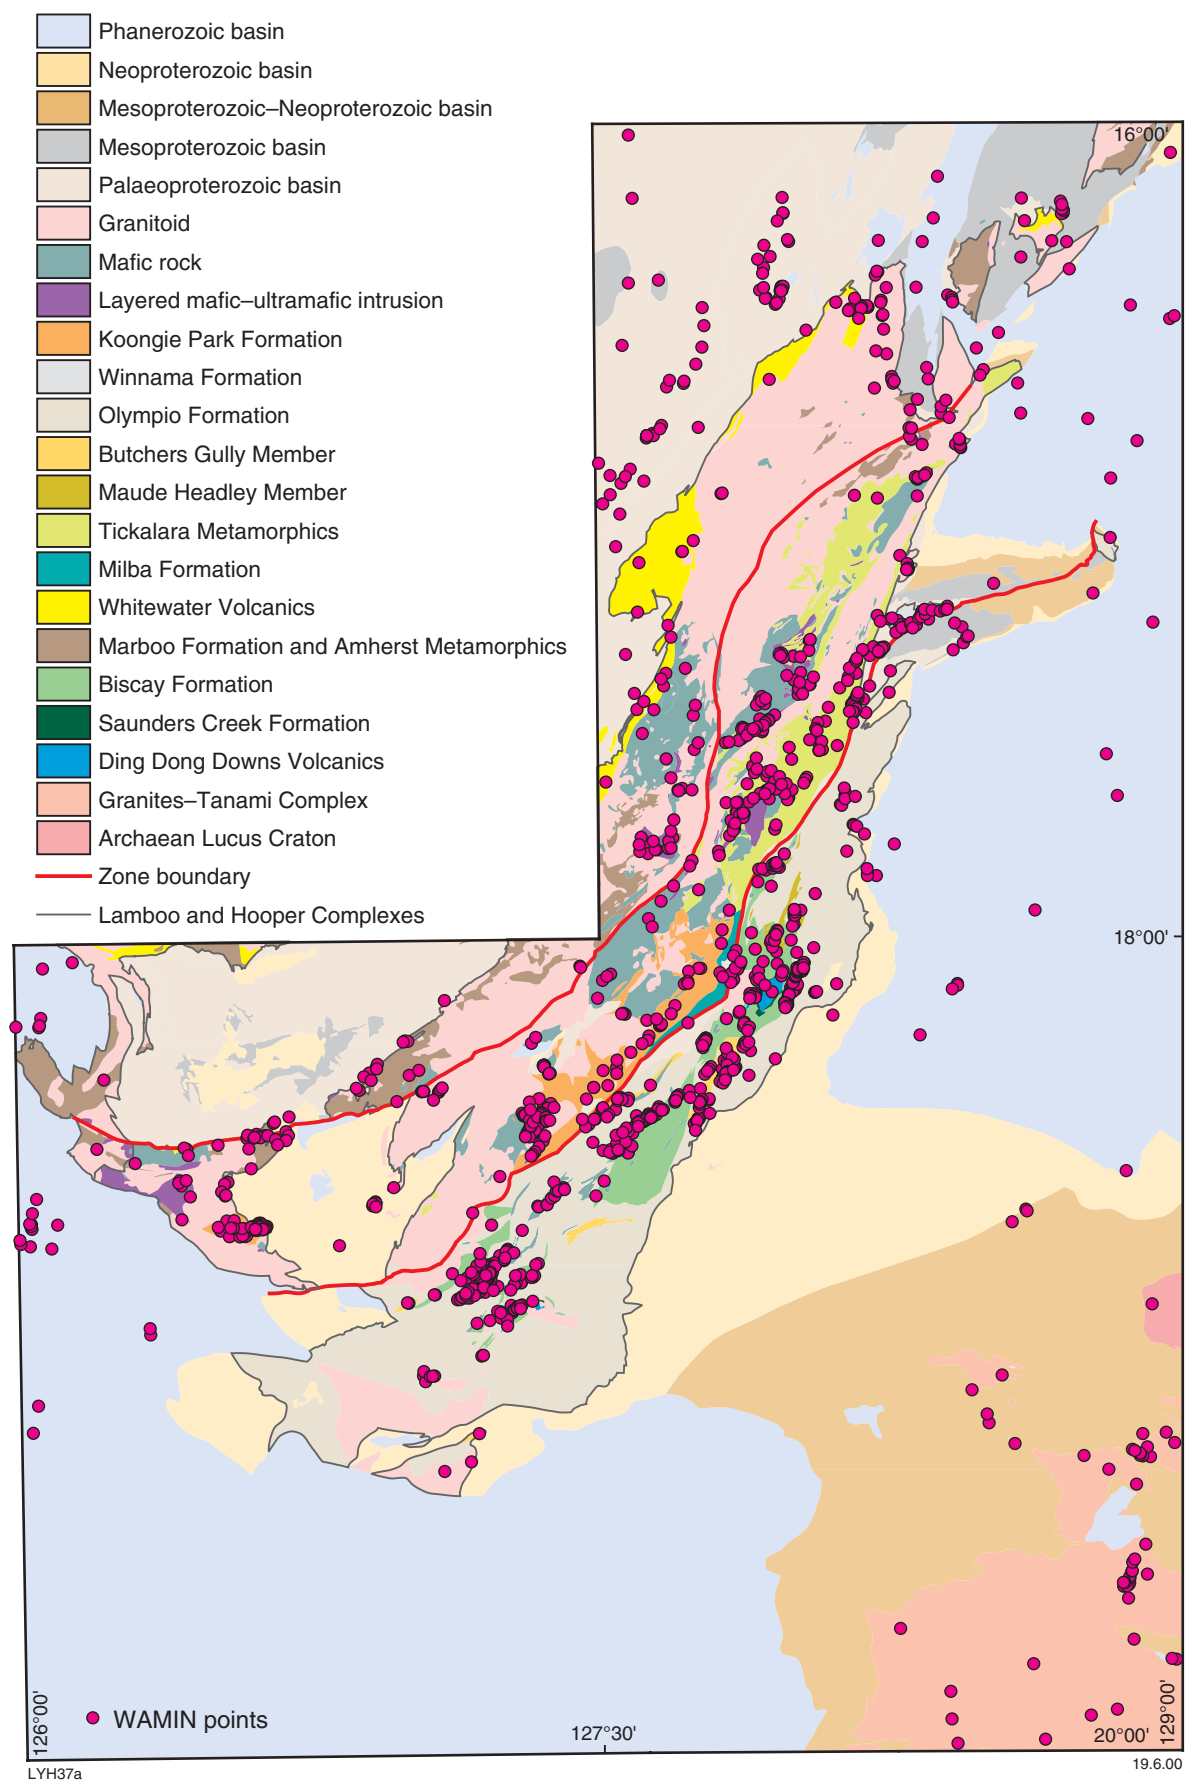 Phanerozoic basin
Neoproterozoic basin
Mesoproterozoic–Neoproterozoic basin
Mesoproterozoic basin
Palaeoproterozoic basin
Granitoid
Mafic rock
Layered mafic–ultramafic intrusion
Koongie Park Formation
Winnama Formation
Olympio Formation
Butchers Gully Member
Maude Headley Member
Tickalara Metamorphics
Milba Formation
Whitewater Volcanics
Marboo Formation and Amherst Metamorphics
Biscay Formation
Saunders Creek Formation
Ding Dong Downs Volcanics
Granites–Tanami Complex
Archaean Lucus Craton
Zone boundary
Lamboo and Hooper Complexes
16°00'
18°00'
126°00'
WAMIN points
127°30'
20°00'
129°00'
LYH37a
19.6.00